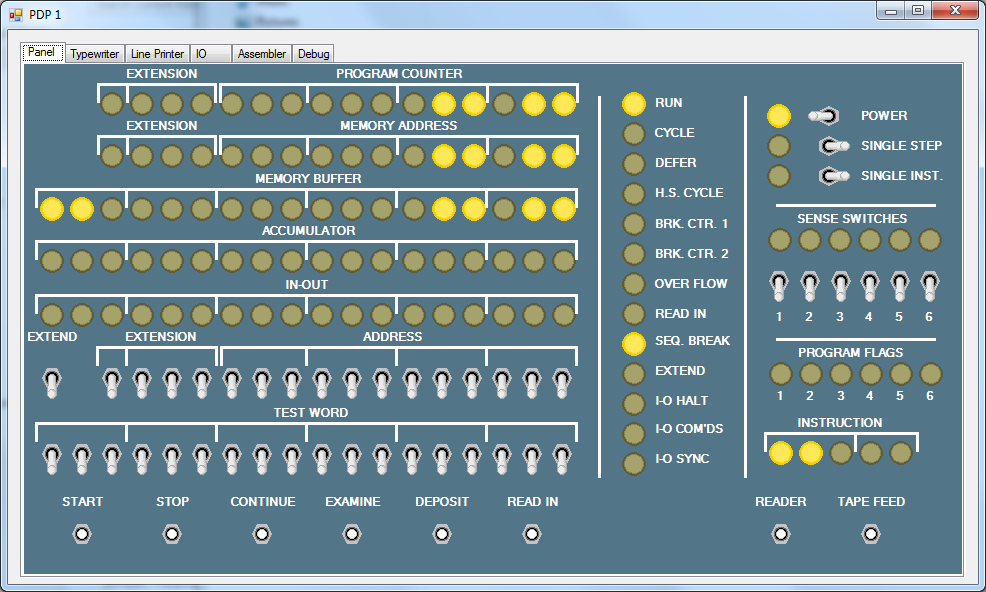 PDP 1
Panel Typewriter Line Printer IO Assembler Debug
EXTENSION PROGRAM COUNTER
EXTENSION MEMORY ADDRESS
MEMORY BUFFER
ACCUMULATOR
IN-OUT
EXTEND EXTENSION ADDRESS
TEST WORD
START STOP CONTINUE EXAMINE DEPOSIT READ IN
RUN
CYCLE
DEFER
H.S. CYCLE
BRK. CTR. 1
BRK. CTR. 2
OVER FLOW
READ IN
SEQ. BREAK
EXTEND
I-O HALT
I-O COM'DS
I-O SYNC
POWER
SINGLE STEP
SINGLE INST.
SENSE SWITCHES
1 2 3 4 5 6
PROGRAM FLAGS
1 2 3 4 5 6
INSTRUCTION
READER TAPE FEED